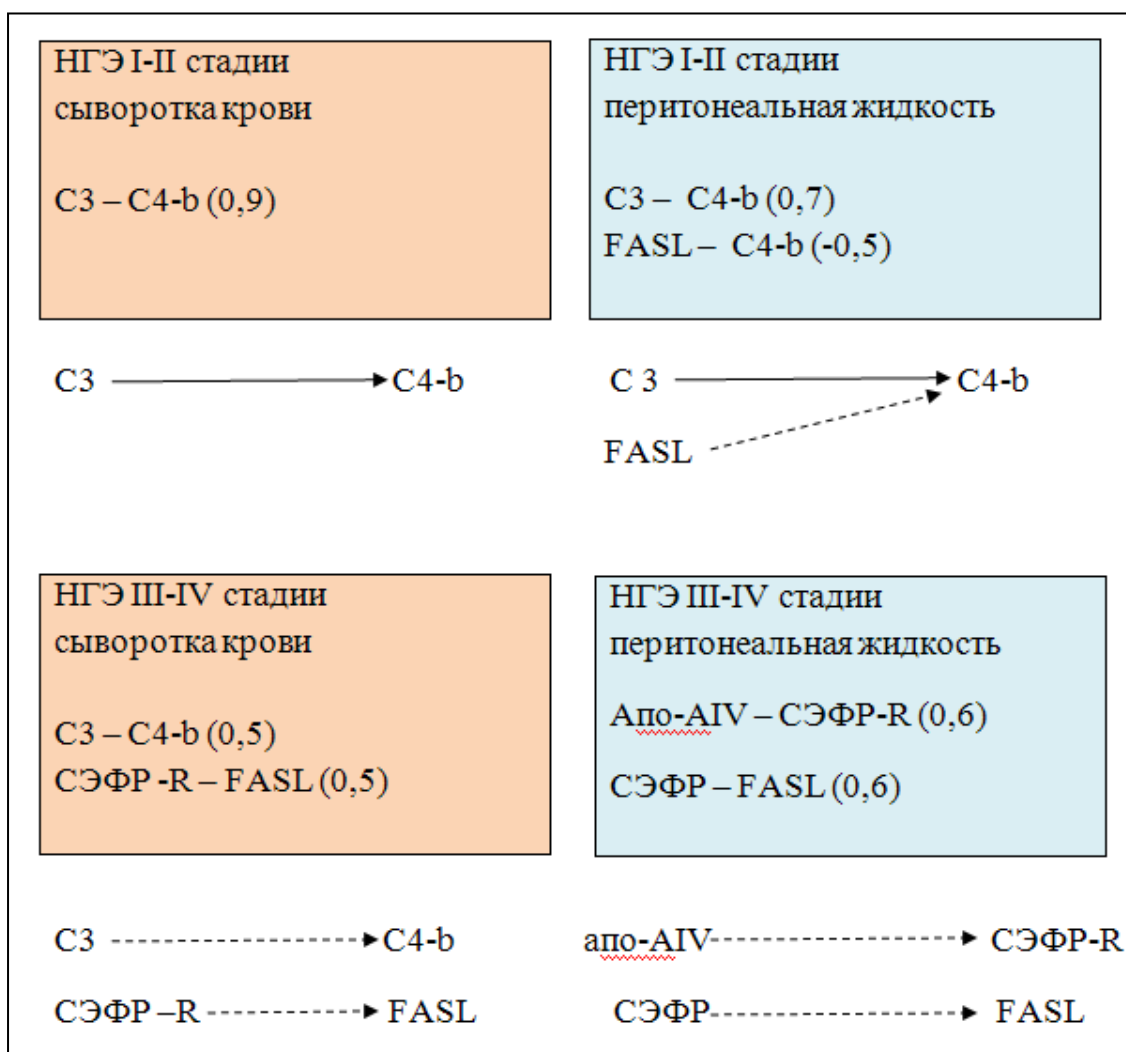 НГЭ I-II стадии
сыворотка крови
C3 – C4-b (0,9)
НГЭ I-II стадии
перитонеальная жидкость
C3 – C4-b (0,7)
FASL – C4-b (-0,5)
C3 C4-b
C 3 C4-b
FASL
НГЭ III-IV стадии
сыворотка крови
C3 – C4-b (0,5)
СЭФР -R – FASL (0,5)
НГЭ III-IV стадии
перитонеальная жидкость
Апо-AIV – СЭФР-R (0,6)
СЭФР – FASL (0,6)
C3 C4-b
СЭФР –R FASL
апо-AIV СЭФР-R
СЭФР FASL